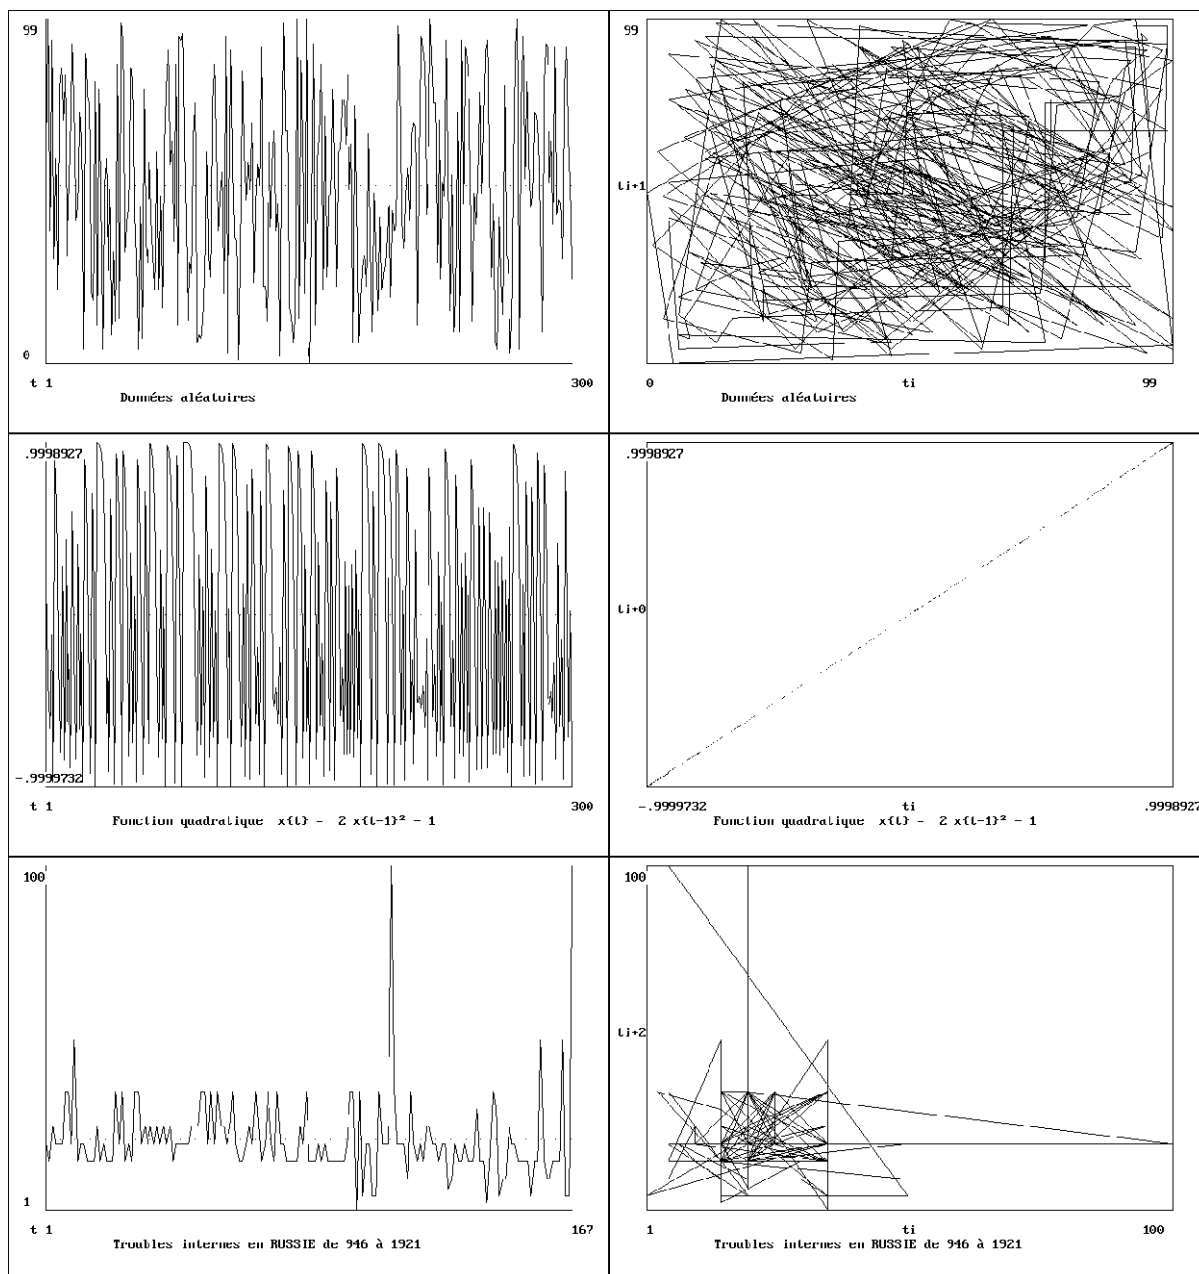 99
0
t 1
300
Données aléatoires
99
ti+1
0
ti
99
Données aléatoires
.9998927
-.9999732
t 1
300
Fonction quadratique x{t} = 2 x{t-1}² - 1
.9998927
ti+0
-.9999732
ti
.9998927
Fonction quadratique x{t} = 2 x{t-1}² - 1
100
1
t 1
167
Troubles internes en RUSSIE de 946 à 1921
100
ti+2
1
ti
100
Troubles internes en RUSSIE de 946 à 1921